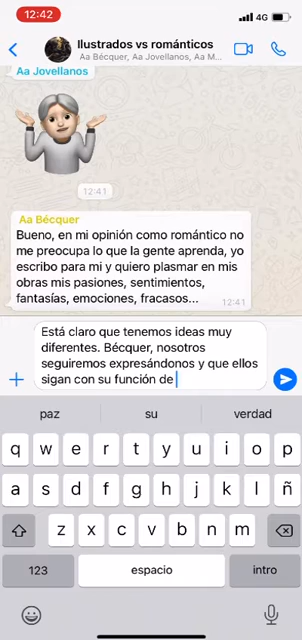 12:42
4G
Ilustrados vs románticos
Aa Bécquer, Aa Jovellanos, Aa M...
Aa Jovellanos
12:41
Aa Bécquer
Bueno, en mi opinión como romántico no
me preocupa lo que la gente aprenda, yo
escribo para mi y quiero plasmar en mis
obras mis pasiones, sentimientos,
fantasías, emociones, fracasos...
12:41
Está claro que tenemos ideas muy
diferentes. Bécquer, nosotros
seguiremos expresándonos y que ellos
sigan con su función de
paz su verdad
q w e r t y u i o p
a s d f g h j k l ñ
z x c v b n m
123 espacio intro